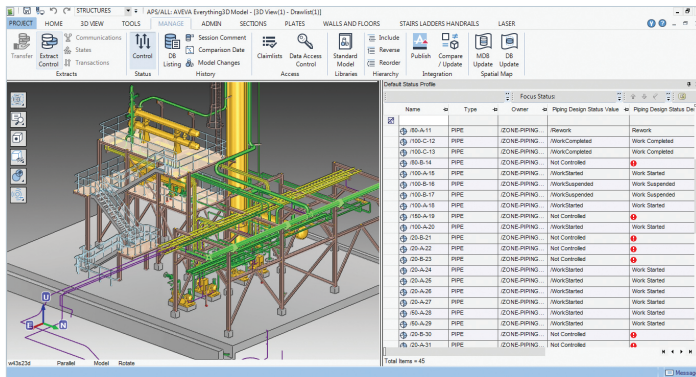 STRUCTURES
APS/ALL: AVEVA Everything3D Model - [3D View(1) - Drawlist(1)]
PROJECT HOME 3D VIEW TOOLS MANAGE ADMIN SECTIONS PLATES WALLS AND FLOORS STAIRS LADDERS HANDRAILS LASER
Transfer Extract Control Communications States Transactions Control DB Listing Session Comment Comparison Date Model Changes Claimlists Data Access Control Standard Model Include Reverse Reorder Publish Compare / Update MDB Update DB Update
Extracts Status History Access Libraries Hierarchy Integration Spatial Map
Default Status Profile
Focus Status:
Name Type Owner Piping Design Status Value Piping Design Status De
/80-A-11 PIPE /ZONE-PIPING... /Rework Rework
/100-C-12 PIPE /ZONE-PIPING... /WorkCompleted Work Completed
/100-C-13 PIPE /ZONE-PIPING... /WorkCompleted Work Completed
/80-B-14 PIPE /ZONE-PIPING... Not Controlled
/100-A-15 PIPE /ZONE-PIPING... /WorkStarted Work Started
/100-B-16 PIPE /ZONE-PIPING... /WorkSuspended Work Suspended
/100-B-17 PIPE /ZONE-PIPING... /WorkSuspended Work Suspended
/100-A-18 PIPE /ZONE-PIPING... /WorkStarted Work Started
/150-A-19 PIPE /ZONE-PIPING... Not Controlled
/100-A-20 PIPE /ZONE-PIPING... /WorkStarted Work Started
/20-B-21 PIPE /ZONE-PIPING... Not Controlled
/20-A-22 PIPE /ZONE-PIPING... Not Controlled
/20-B-23 PIPE /ZONE-PIPING... Not Controlled
/20-A-24 PIPE /ZONE-PIPING... /WorkStarted Work Started
/20-A-25 PIPE /ZONE-PIPING... /WorkStarted Work Started
/20-A-26 PIPE /ZONE-PIPING... /WorkStarted Work Started
/20-A-27 PIPE /ZONE-PIPING... /WorkStarted Work Started
/50-A-28 PIPE /ZONE-PIPING... /WorkStarted Work Started
/50-A-29 PIPE /ZONE-PIPING... /WorkStarted Work Started
/20-B-30 PIPE /ZONE-PIPING... Not Controlled
/20-A-31 PIPE /ZONE-PIPING... Not Controlled
U
E N
Total Items = 45
w43s23d Parallel Model Rotate
Messag